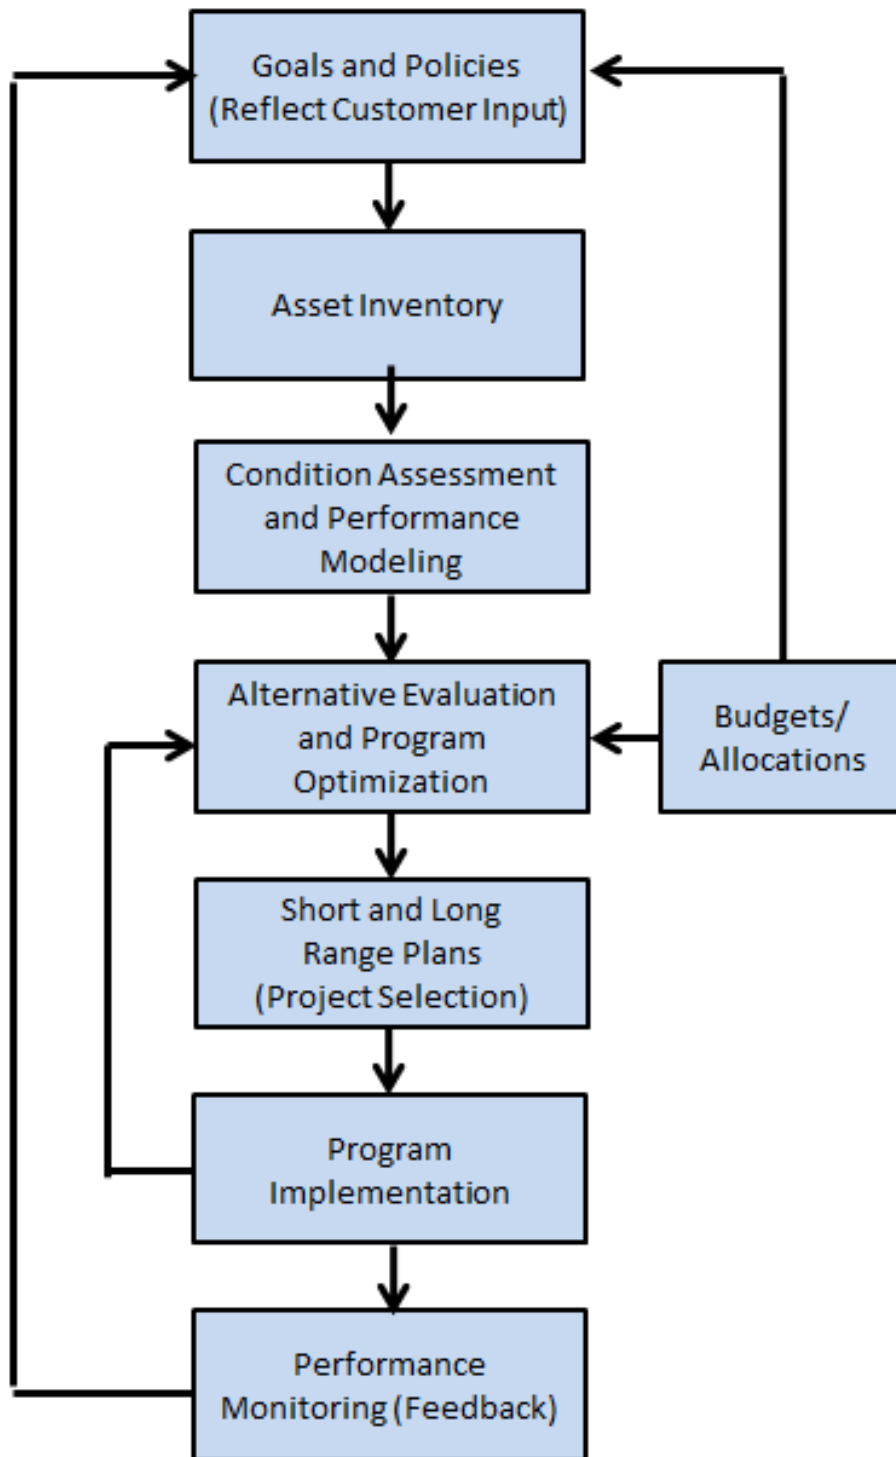 Goals and Policies
(Reflect Customer Input)
Asset Inventory
Condition Assessment
and Performance
Modeling
Alternative Evaluation
and Program
Optimization
Budgets/
Allocations
Short and Long
Range Plans
(Project Selection)
Program
Implementation
Performance
Monitoring (Feedback)